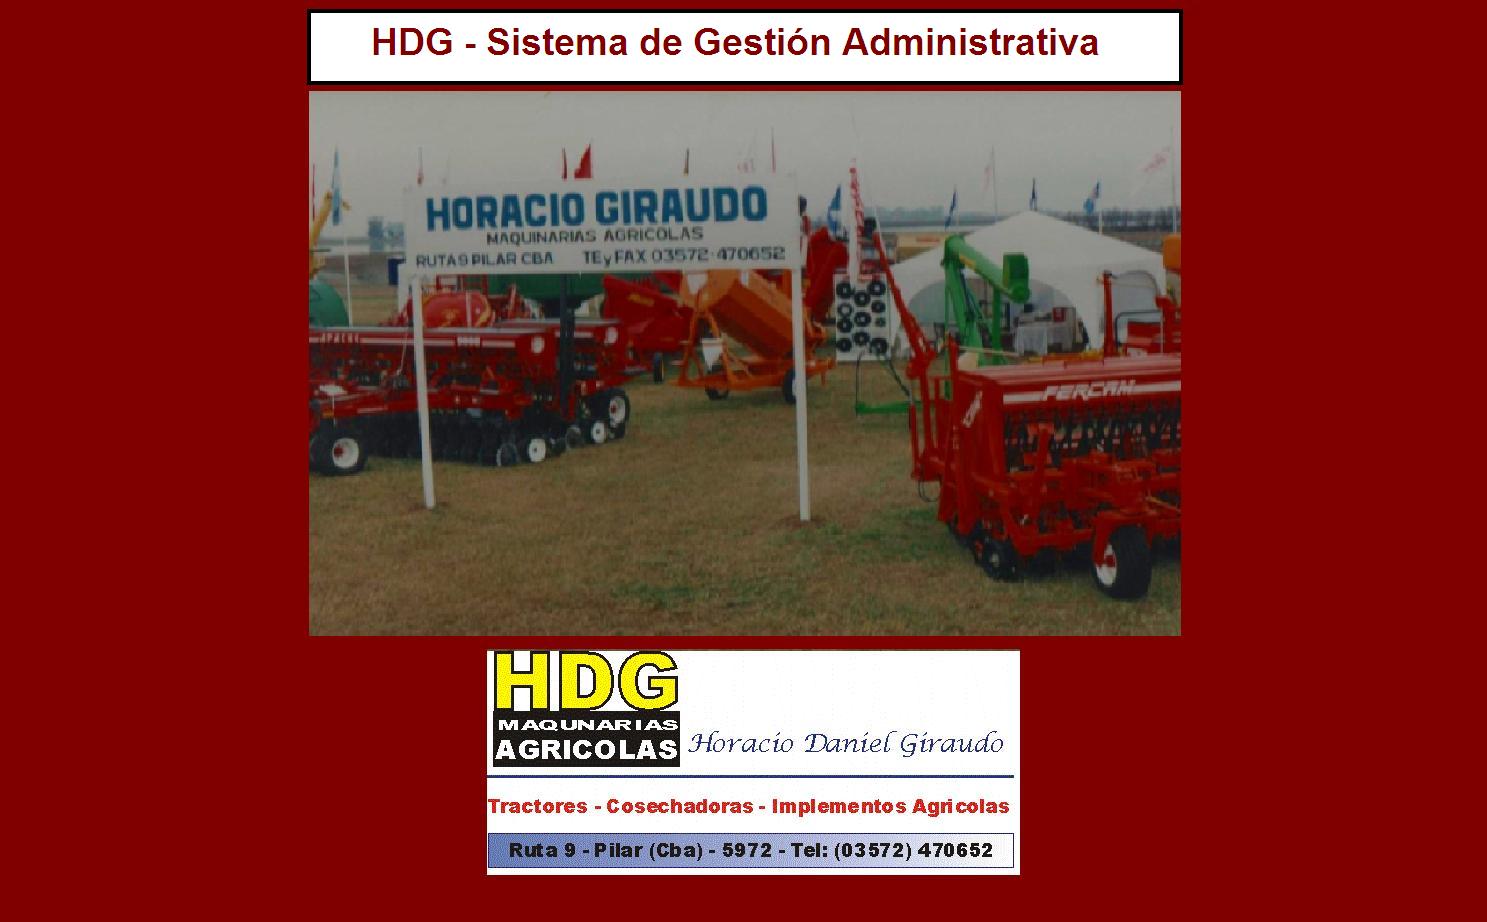 HDG - Sistema de Gestión Administrativa
HORACIO GIRAUDO
MAQUINARIAS AGRICOLAS
RUTA 9 PILAR CBA TE y FAX 03572-470652
FERCAM
HDG
MAQUNARIAS
AGRICOLAS
Horacio Daniel Giraudo
Tractores - Cosechadoras - Implementos Agricolas
Ruta 9 - Pilar (Cba) - 5972 - Tel: (03572) 470652